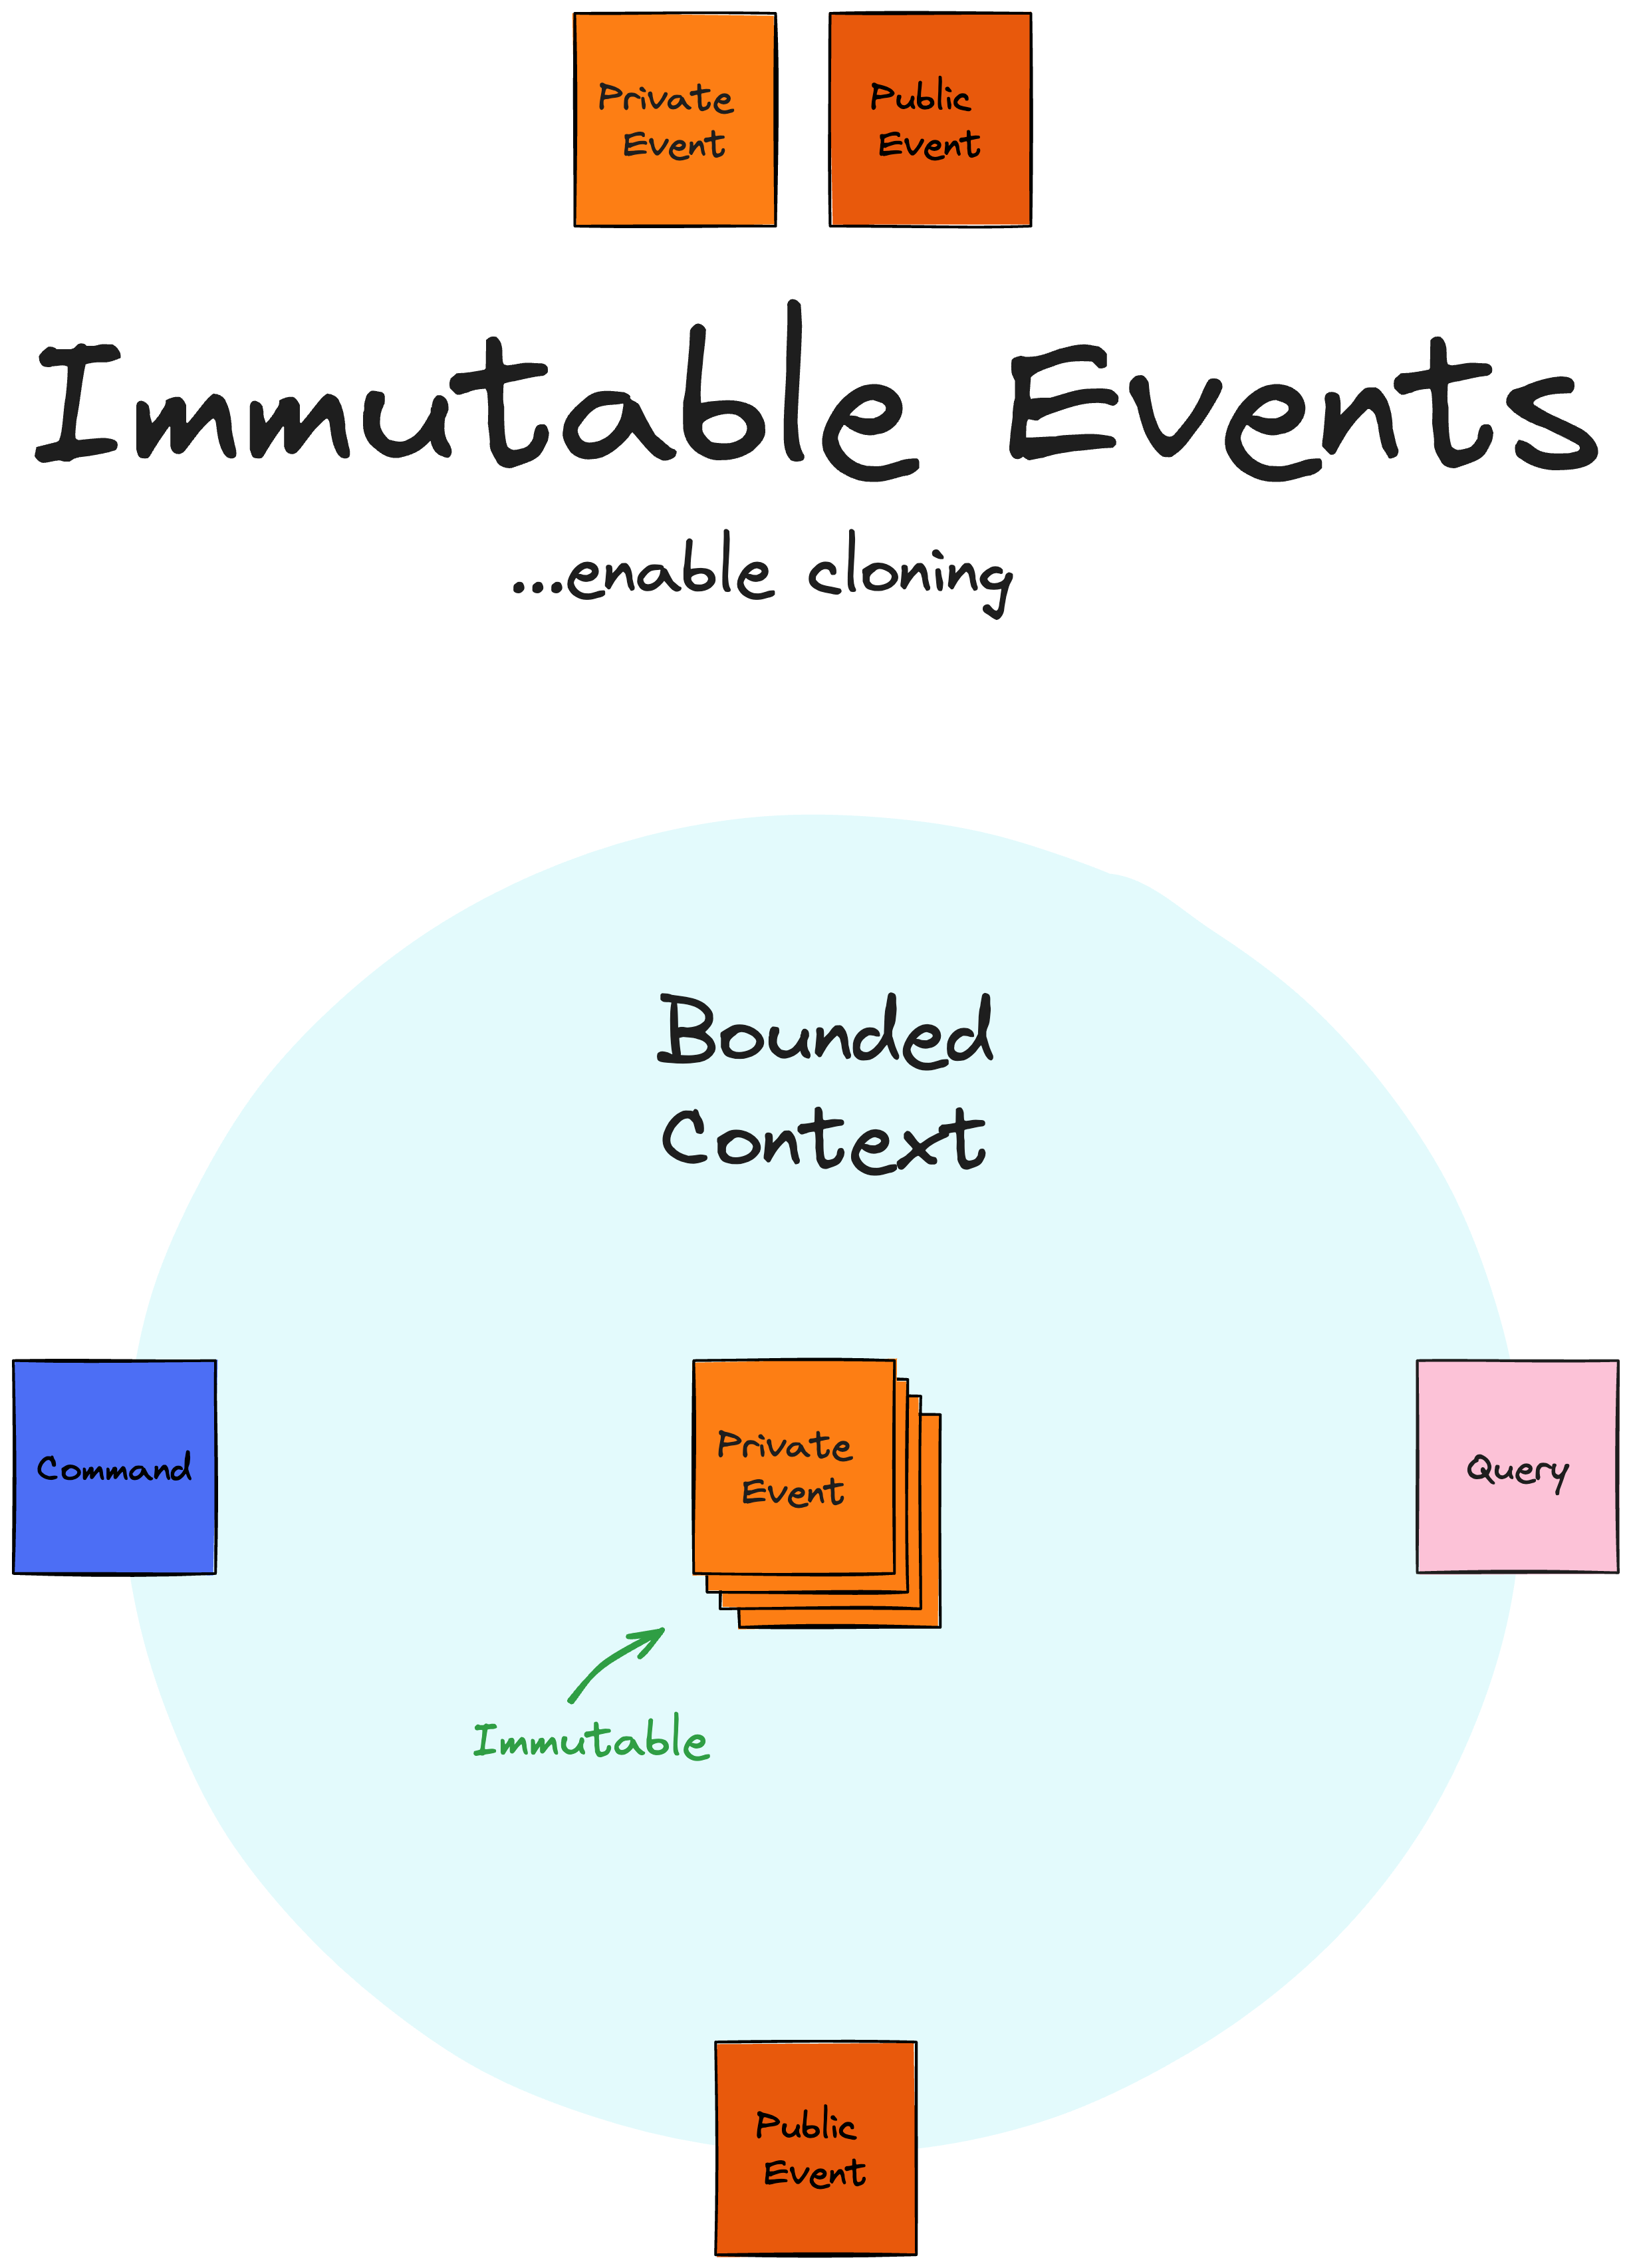 Private
Event
Public
Event
Immutable Events
...enable cloning
Bounded
Context
Command
Private
Event
Query
Immutable
Public
Event